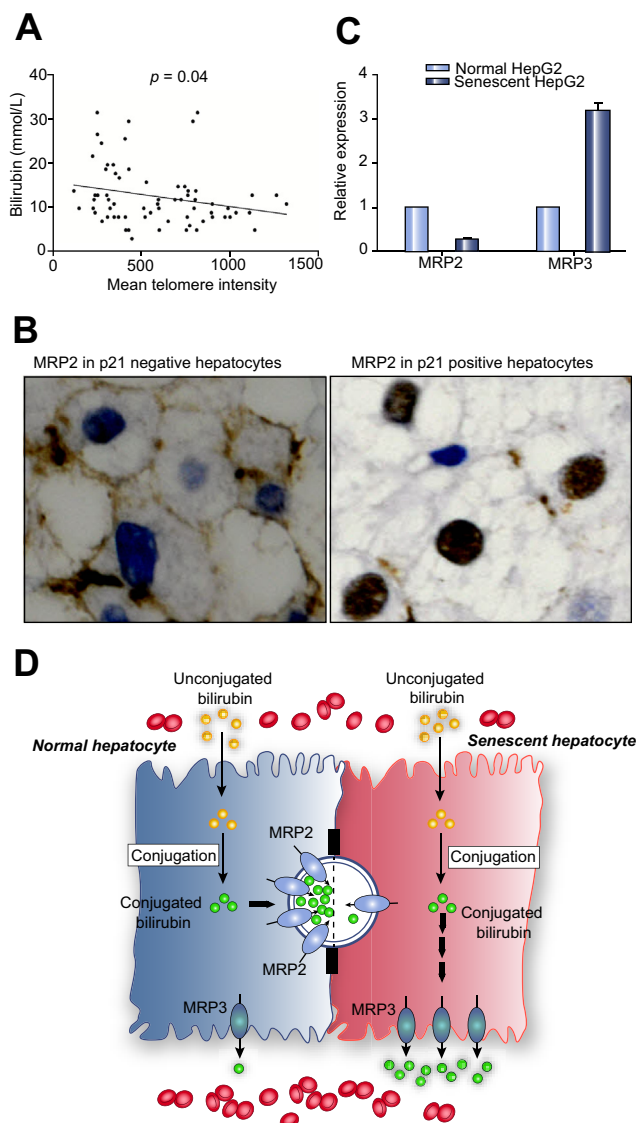 A
p = 0.04
40
30
20
10
0
Bilirubin (mmol/L)
0
500
1000
1500
Mean telomere intensity
C
Normal HepG2
Senescent HepG2
4
3
2
1
0
Relative expression
MRP2
MRP3
B
MRP2 in p21 negative hepatocytes
MRP2 in p21 positive hepatocytes
D
Unconjugated
bilirubin
Unconjugated
bilirubin
Normal hepatocyte
Senescent hepatocyte
MRP2
Conjugation
Conjugation
Conjugated
bilirubin
Conjugated
bilirubin
MRP2
MRP3
MRP3